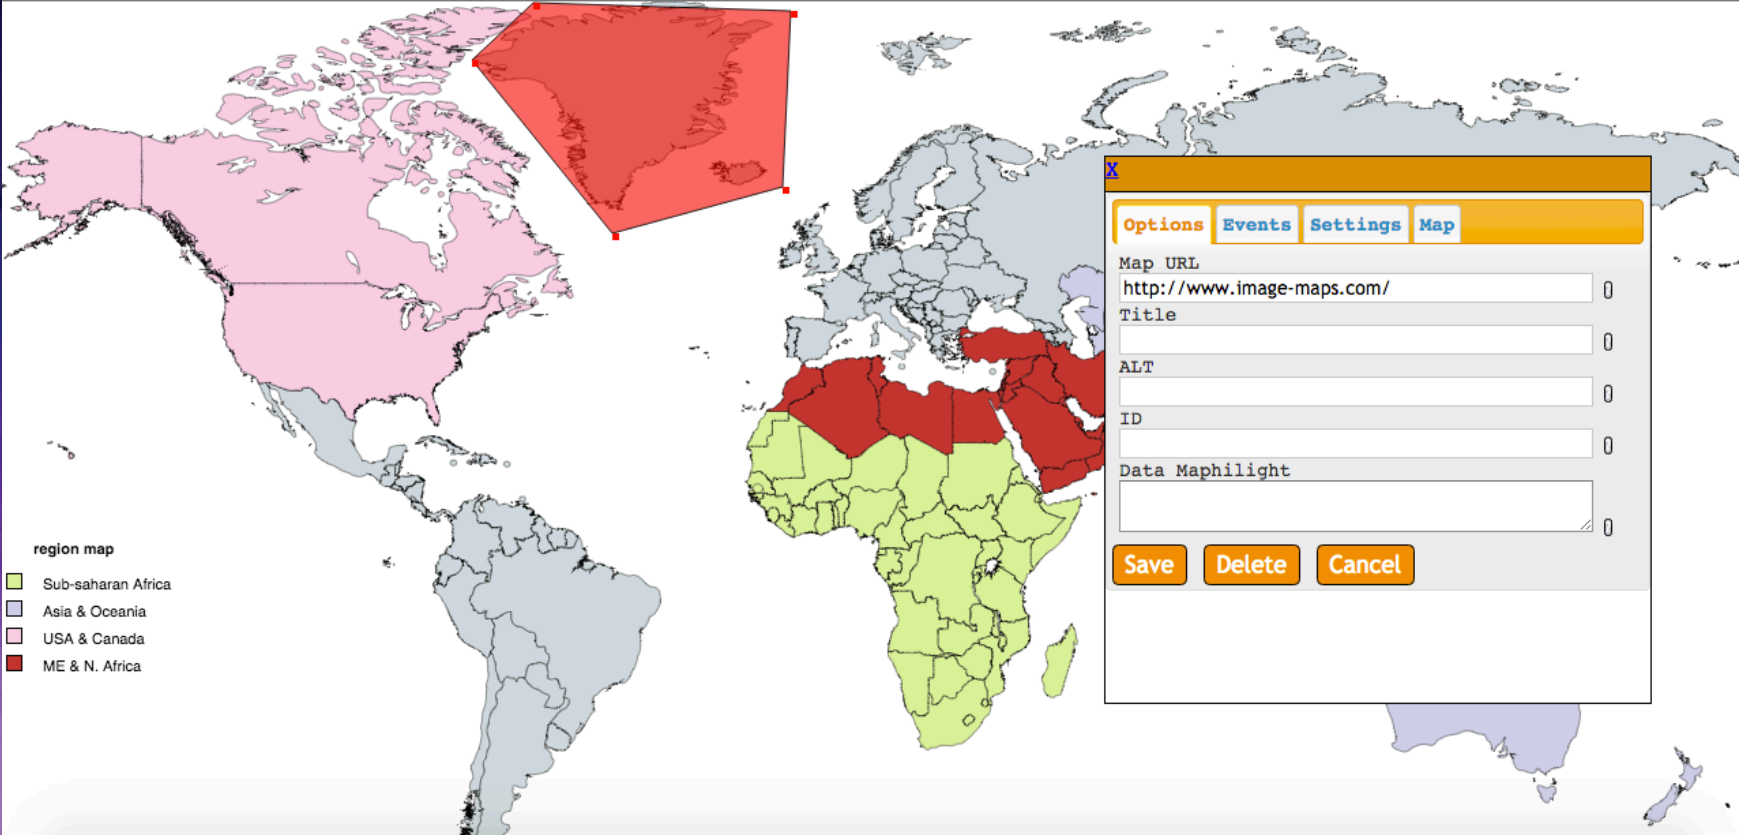 X
Options Events Settings Map
Map URL
http://www.image-maps.com/
Title
ALT
ID
Data Maphilight
Save Delete Cancel
region map
Sub-saharan Africa
Asia & Oceania
USA & Canada
ME & N. Africa